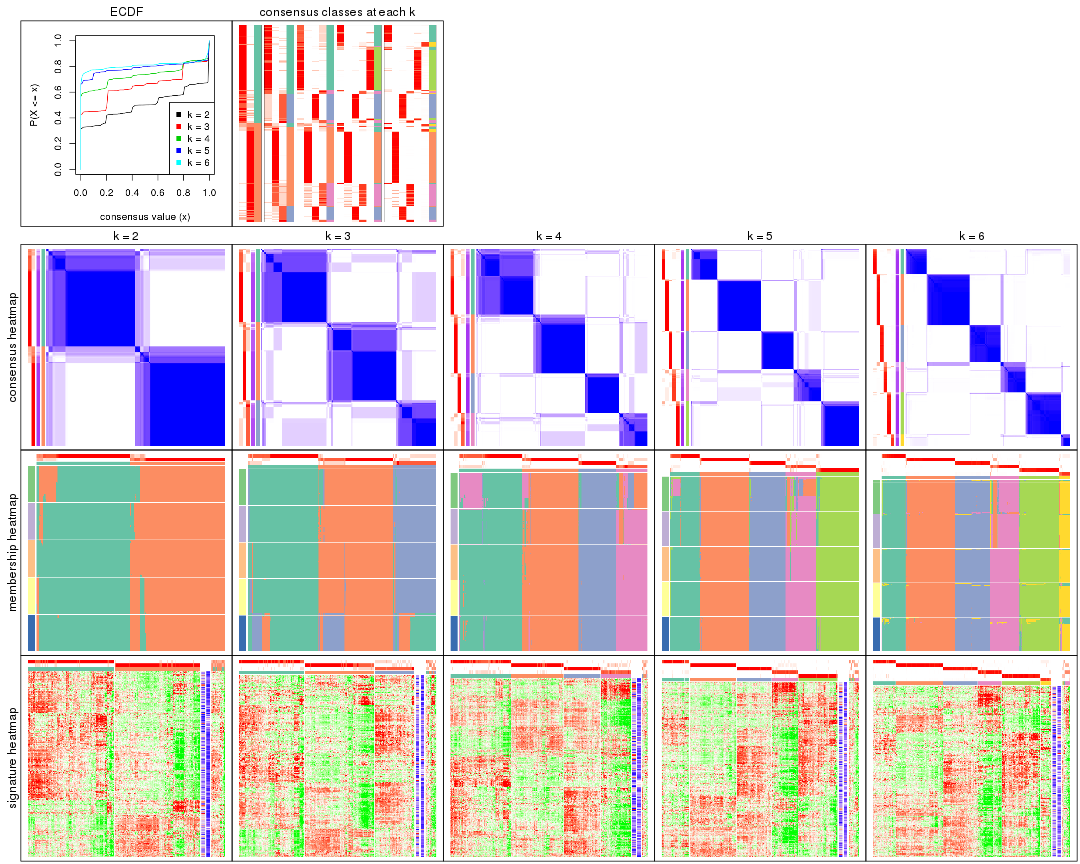 ECDF
consensus classes at each k
P(X <= x)
0.0 0.2 0.4 0.6 0.8 1.0
k = 2
k = 3
k = 4
k = 5
k = 6
0.0 0.2 0.4 0.6 0.8 1.0
consensus value (x)
k = 2
k = 3
k = 4
k = 5
k = 6
consensus heatmap
membership heatmap
signature heatmap